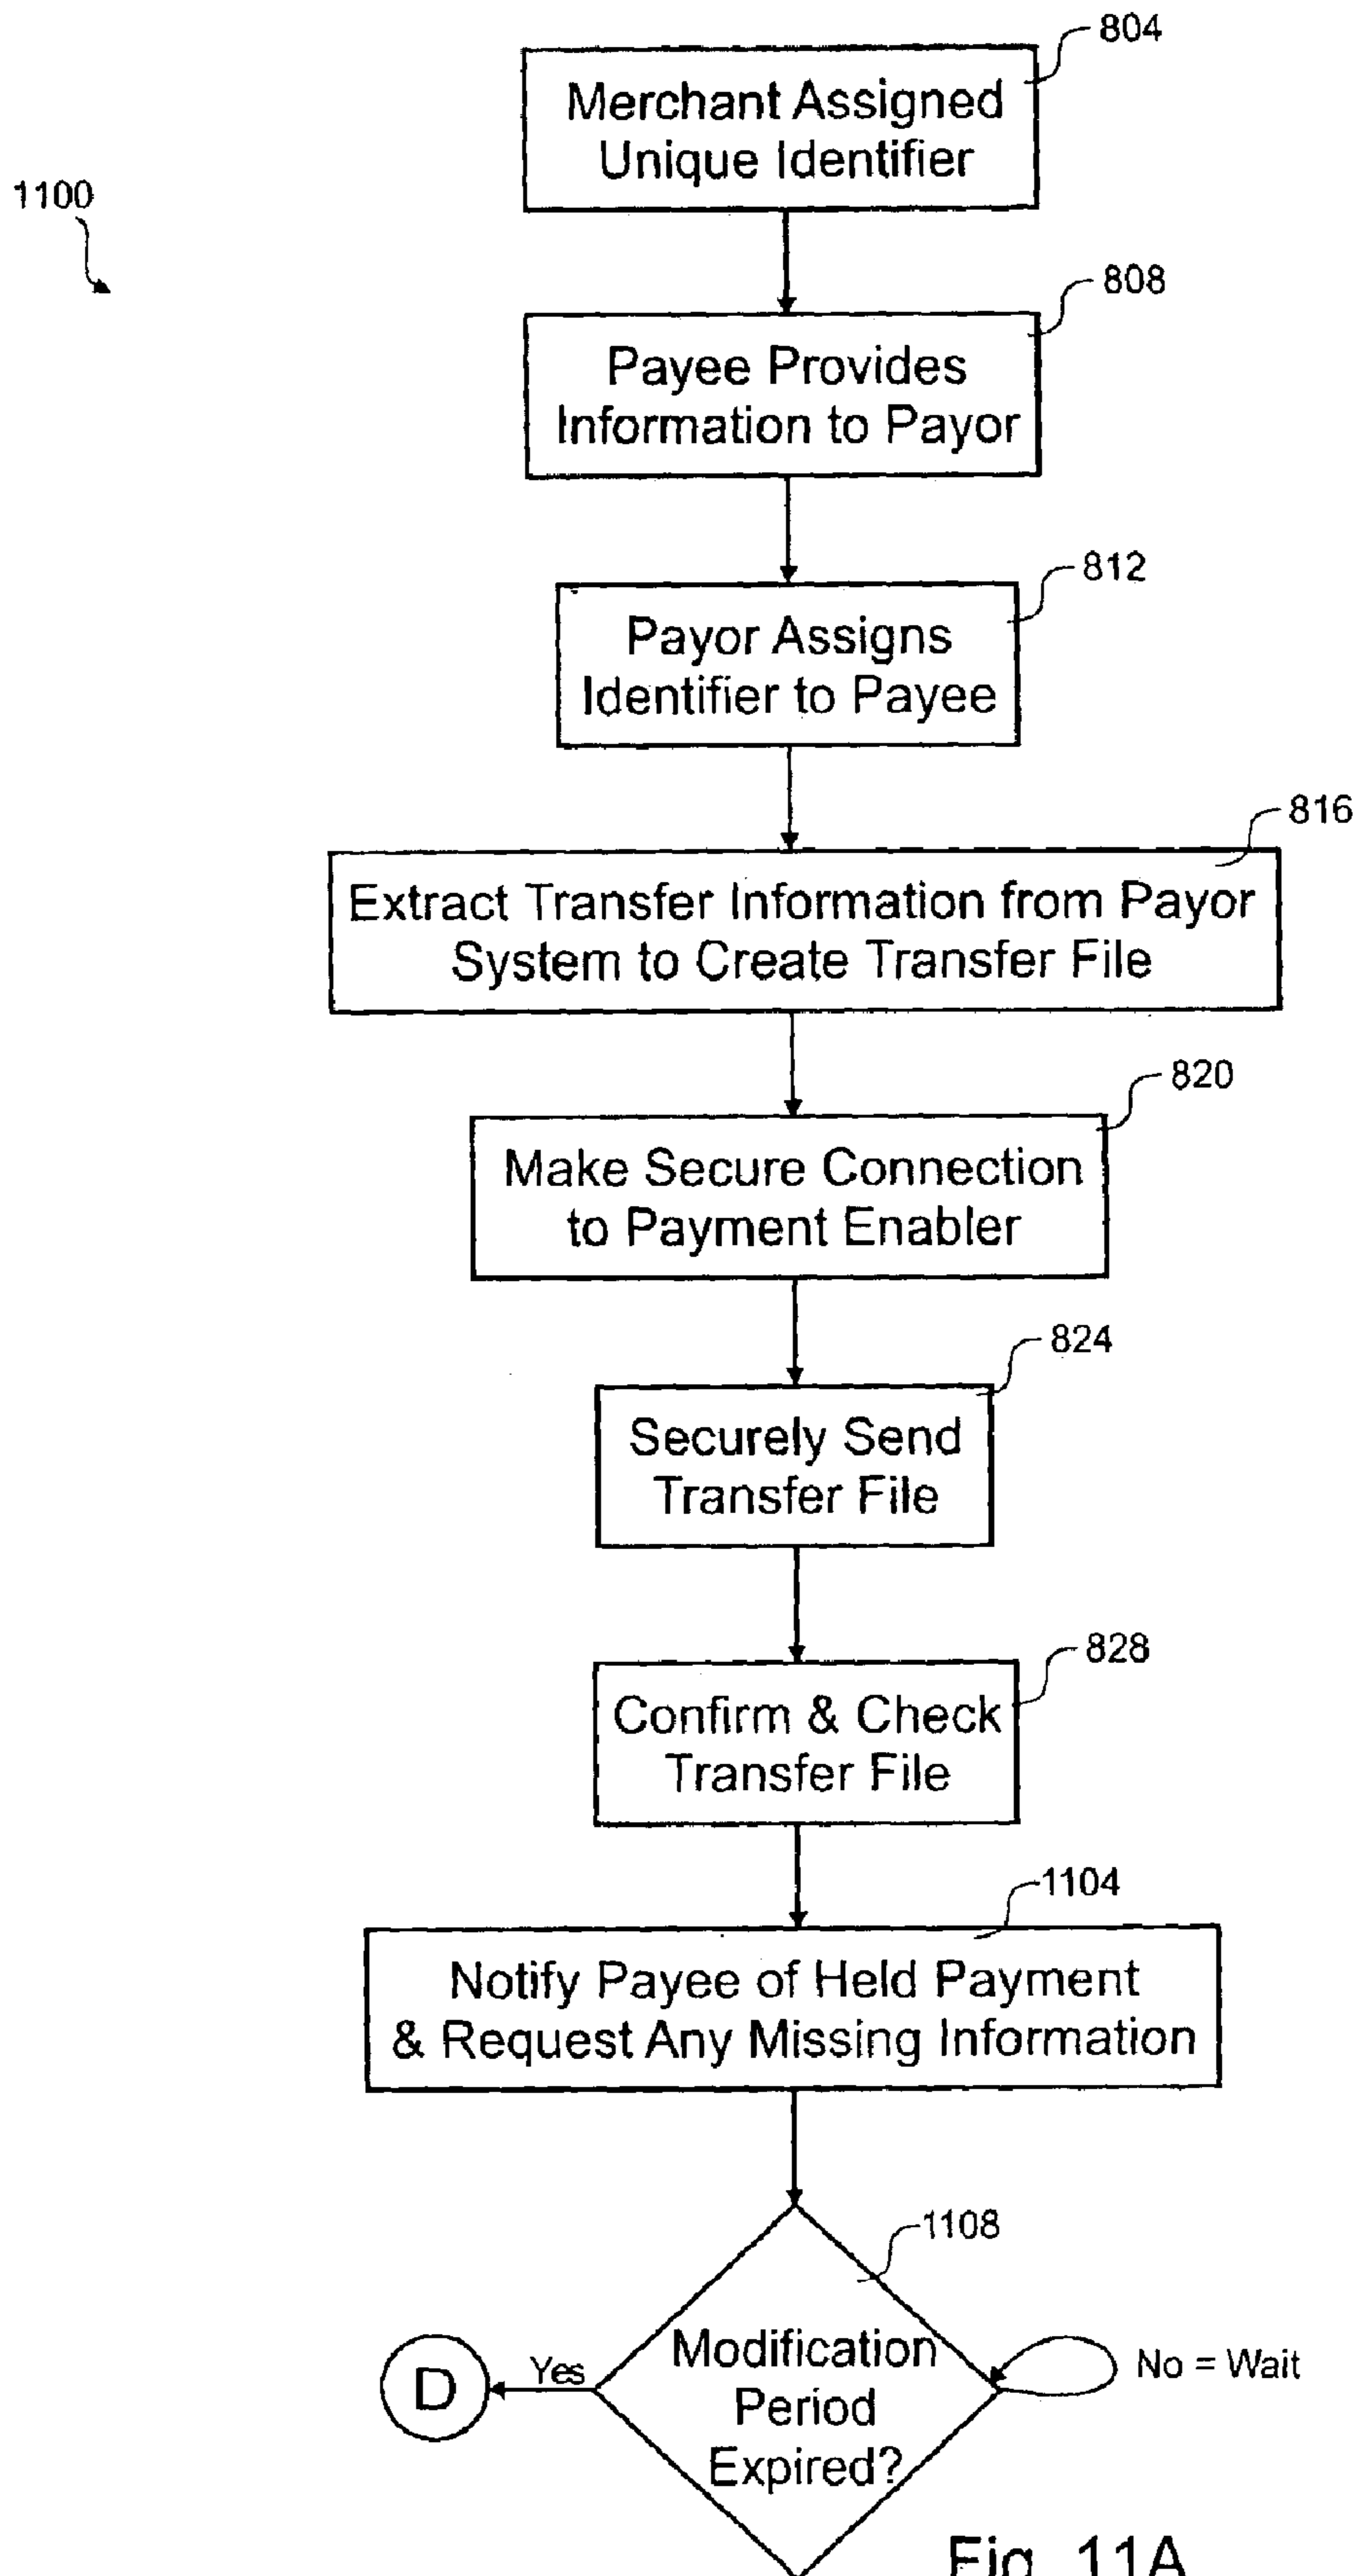 804
Merchant Assigned
Unique Identifier
1100
808
Payee Provides
Information to Payor
812
Payor Assigns
Identifier to Payee
816
Extract Transfer Information from Payor
System to Create Transfer File
820
Make Secure Connection
to Payment Enabler
824
Securely Send
Transfer File
828
Confirm & Check
Transfer File
1104
Notify Payee of Held Payment
& Request Any Missing Information
1108
Modification
Period
Expired?
D
Yes
No = Wait
Fig. 11A